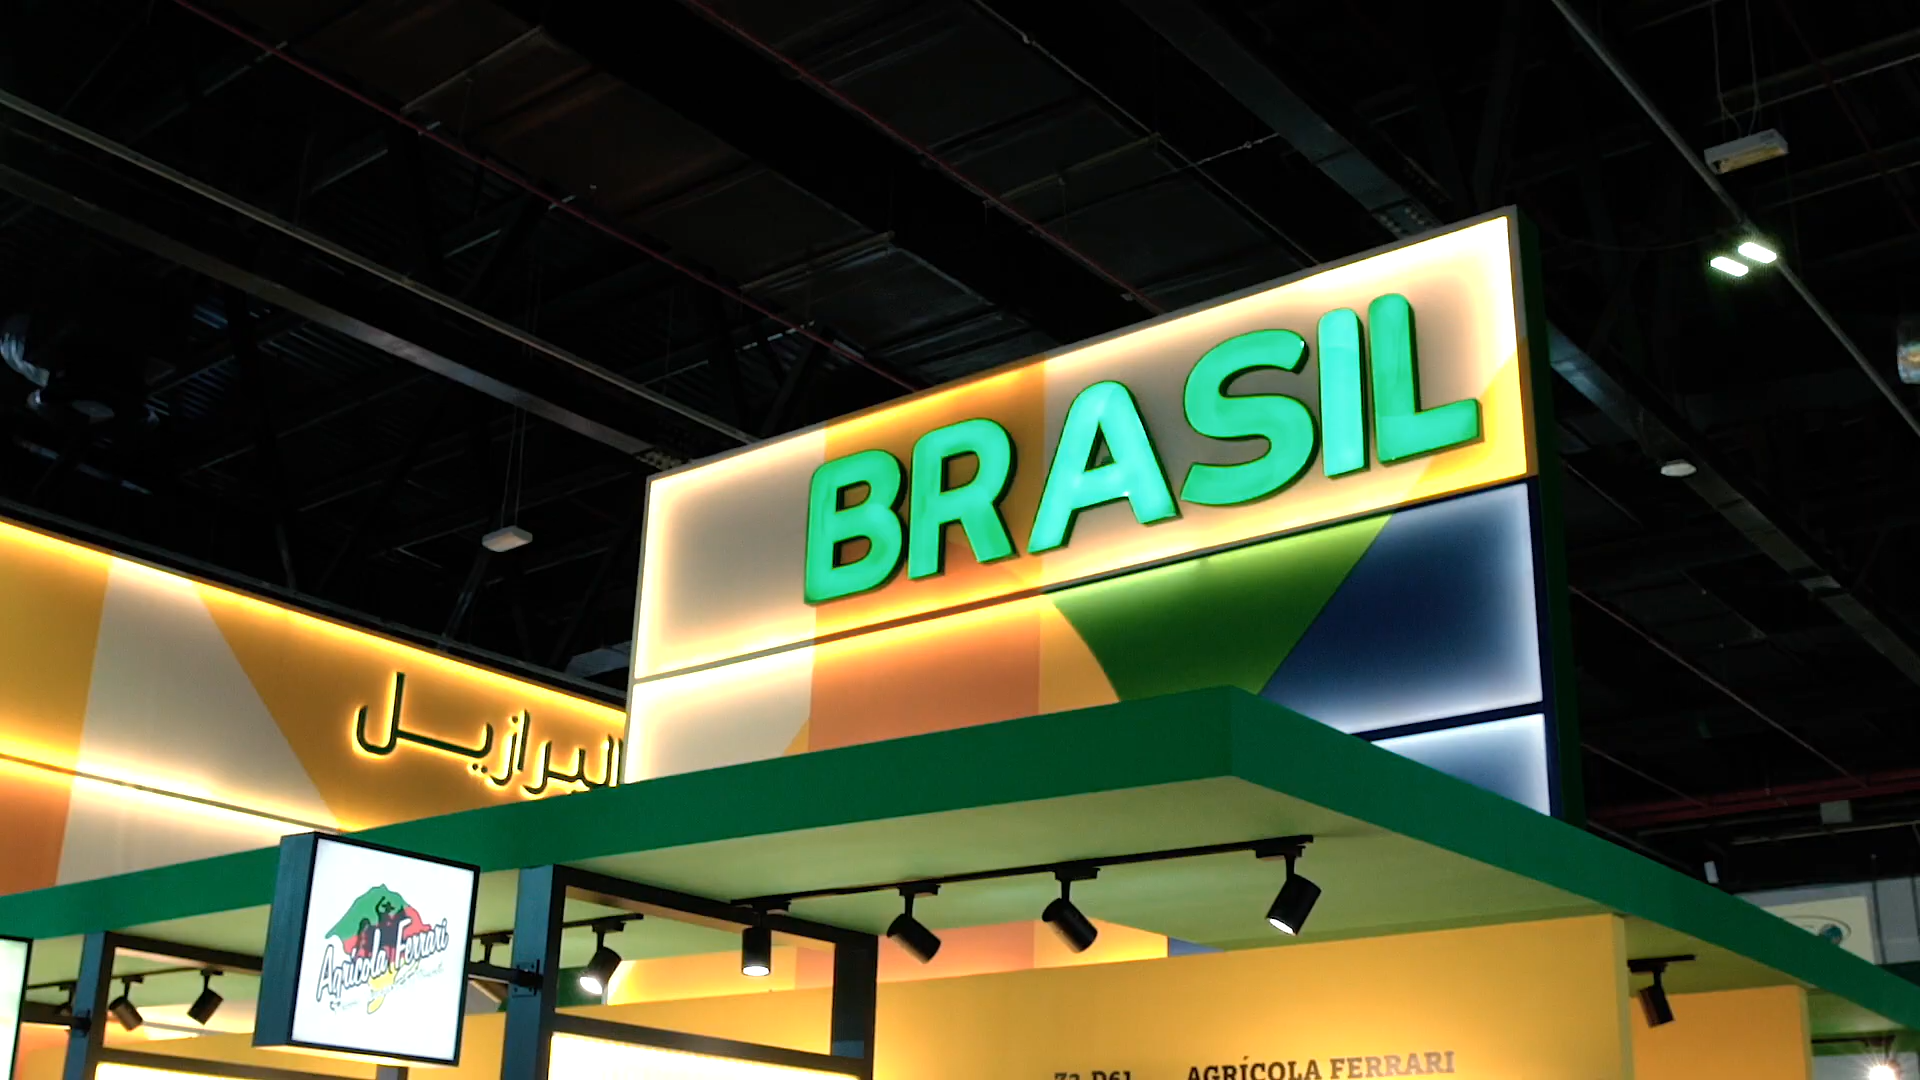 BRASIL
البرازيل
Agrícola Ferrari
AGRÍCOLA FERRARI